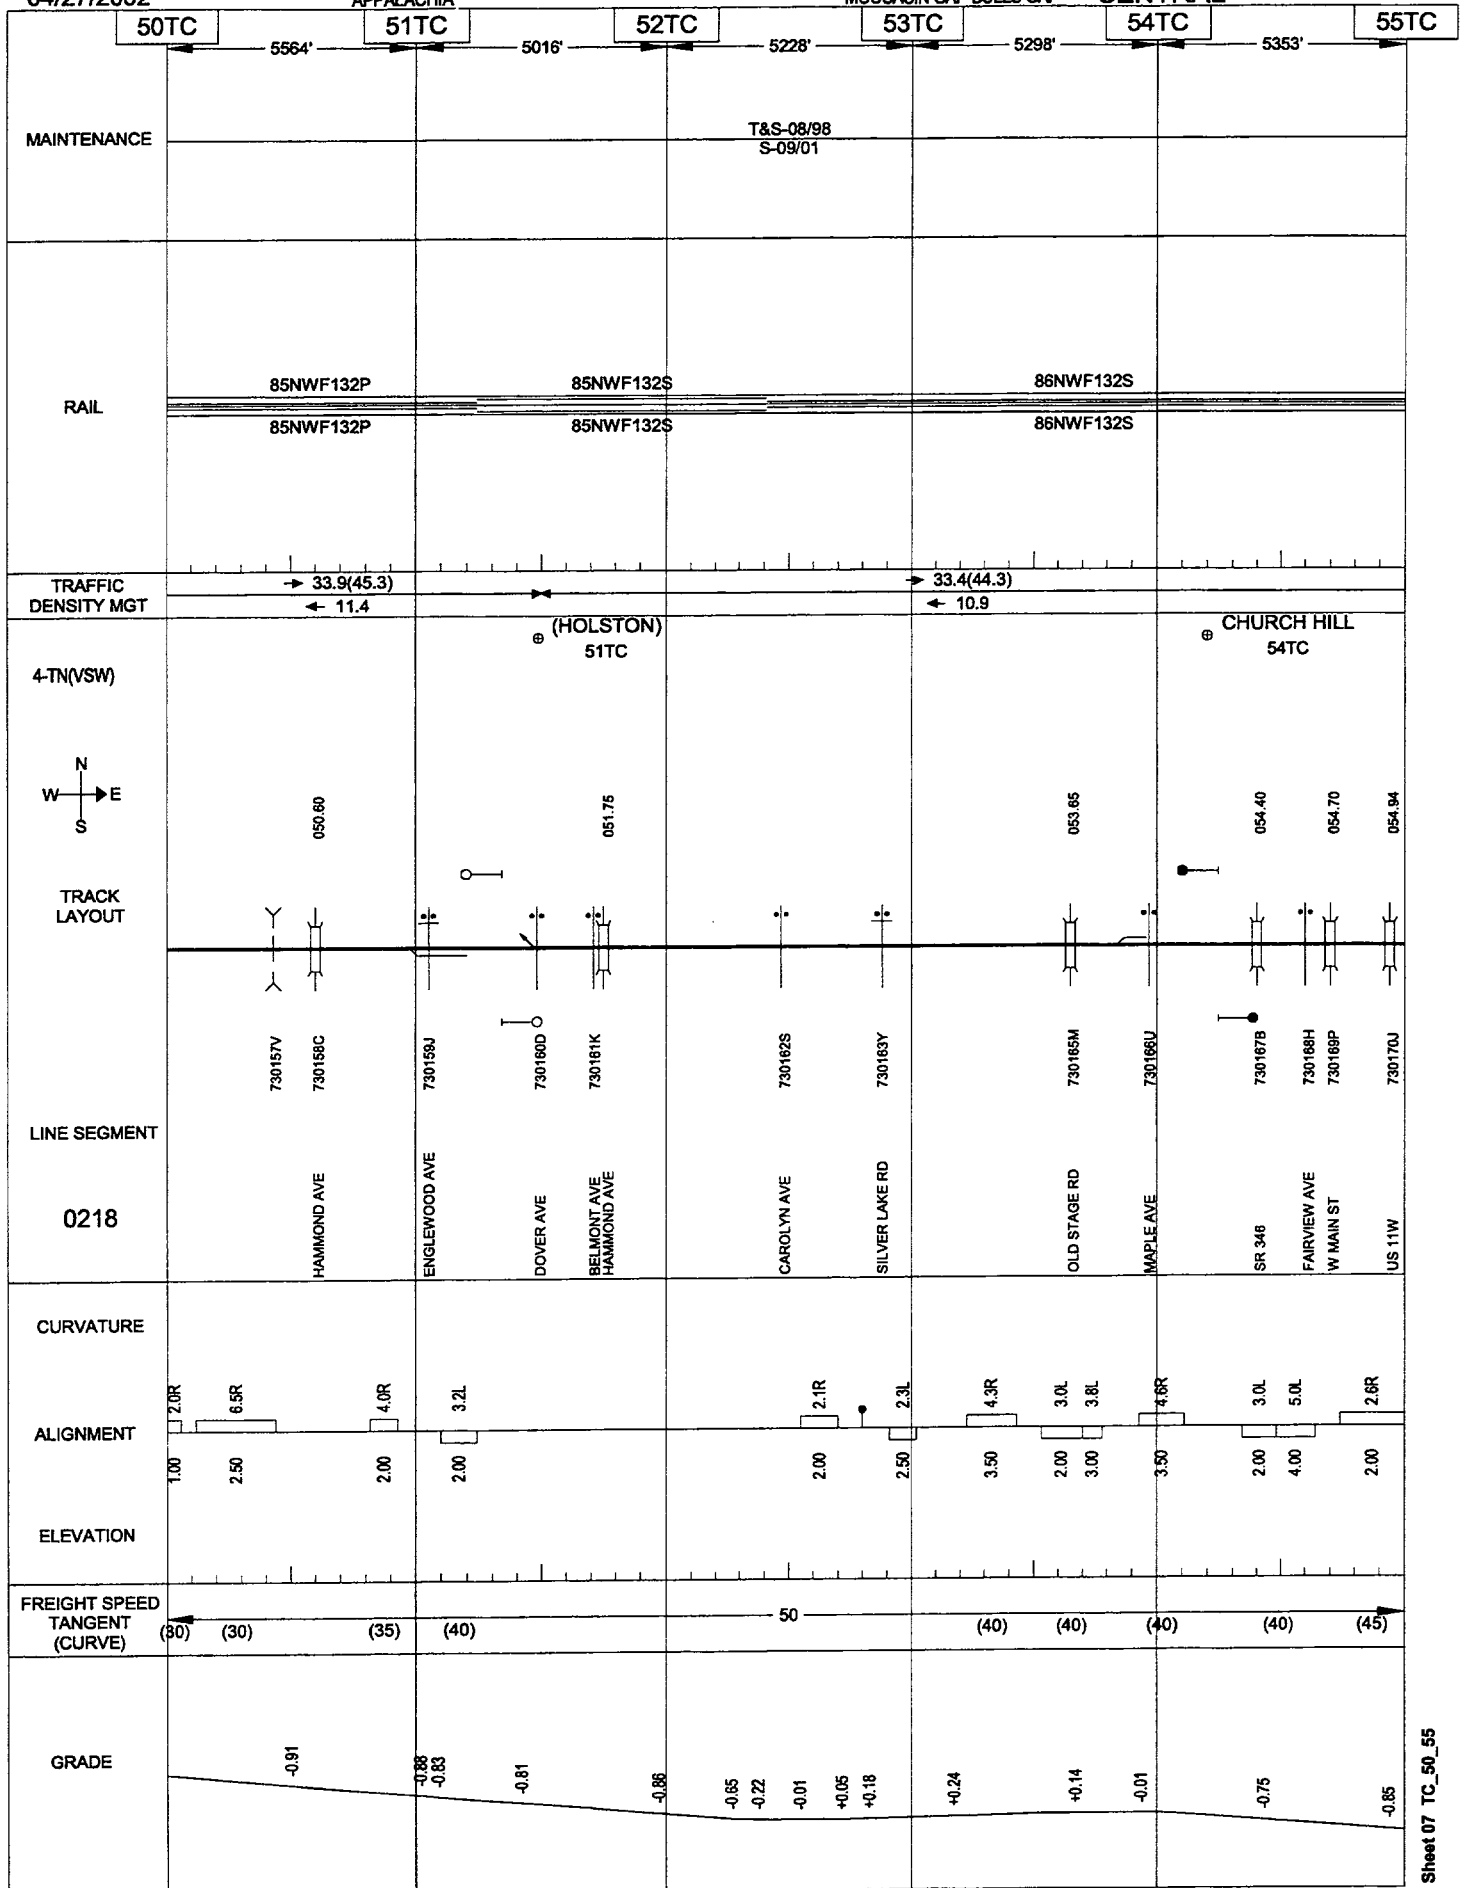 50TC 51TC 52TC 53TC 54TC 55TC
5564' 5016' 5228' 5298' 5353'
MAINTENANCE
T&S-08/98
S-09/01
85NWF132P 85NWF132S 86NWF132S
RAIL
85NWF132P 85NWF132S 86NWF132S
TRAFFIC
DENSITY MGT
33.9(45.3) 33.4(44.3)
11.4 10.9
(HOLSTON)
51TC
CHURCH HILL
54TC
4-TN(VSW)
N
W E
S
050.60 051.75 053.65 054.40 054.70 054.94
TRACK
LAYOUT
730157V 730158C 730159J 730160D 730161K 730162S 730163Y 730165M 730166U 730167B 730168H 730169P 730170J
LINE SEGMENT
0218
HAMMOND AVE
ENGLEWOOD AVE
DOVER AVE
BELMONT AVE
HAMMOND AVE
CAROLYN AVE
SILVER LAKE RD
OLD STAGE RD
MAPLE AVE
SR 346
FAIRVIEW AVE
W MAIN ST
US 11W
CURVATURE
2.0R 6.5R 4.0R 3.2L 2.1R 2.3L 4.3R 3.0L 3.8L 4.6R 3.0L 5.0L 2.6R
ALIGNMENT
1.00 2.50 2.00 2.00 2.00 2.50 3.50 2.00 3.00 3.50 2.00 4.00 2.00
ELEVATION
FREIGHT SPEED
TANGENT
(CURVE)
50
(30) (30) (35) (40) (40) (40) (40) (40) (45)
GRADE
-0.91 -0.88 -0.83 -0.81 -0.86 -0.65 -0.22 -0.01 +0.05 +0.18 +0.24 +0.14 -0.01 -0.75 -0.85
Sheet 07 TC_50_55